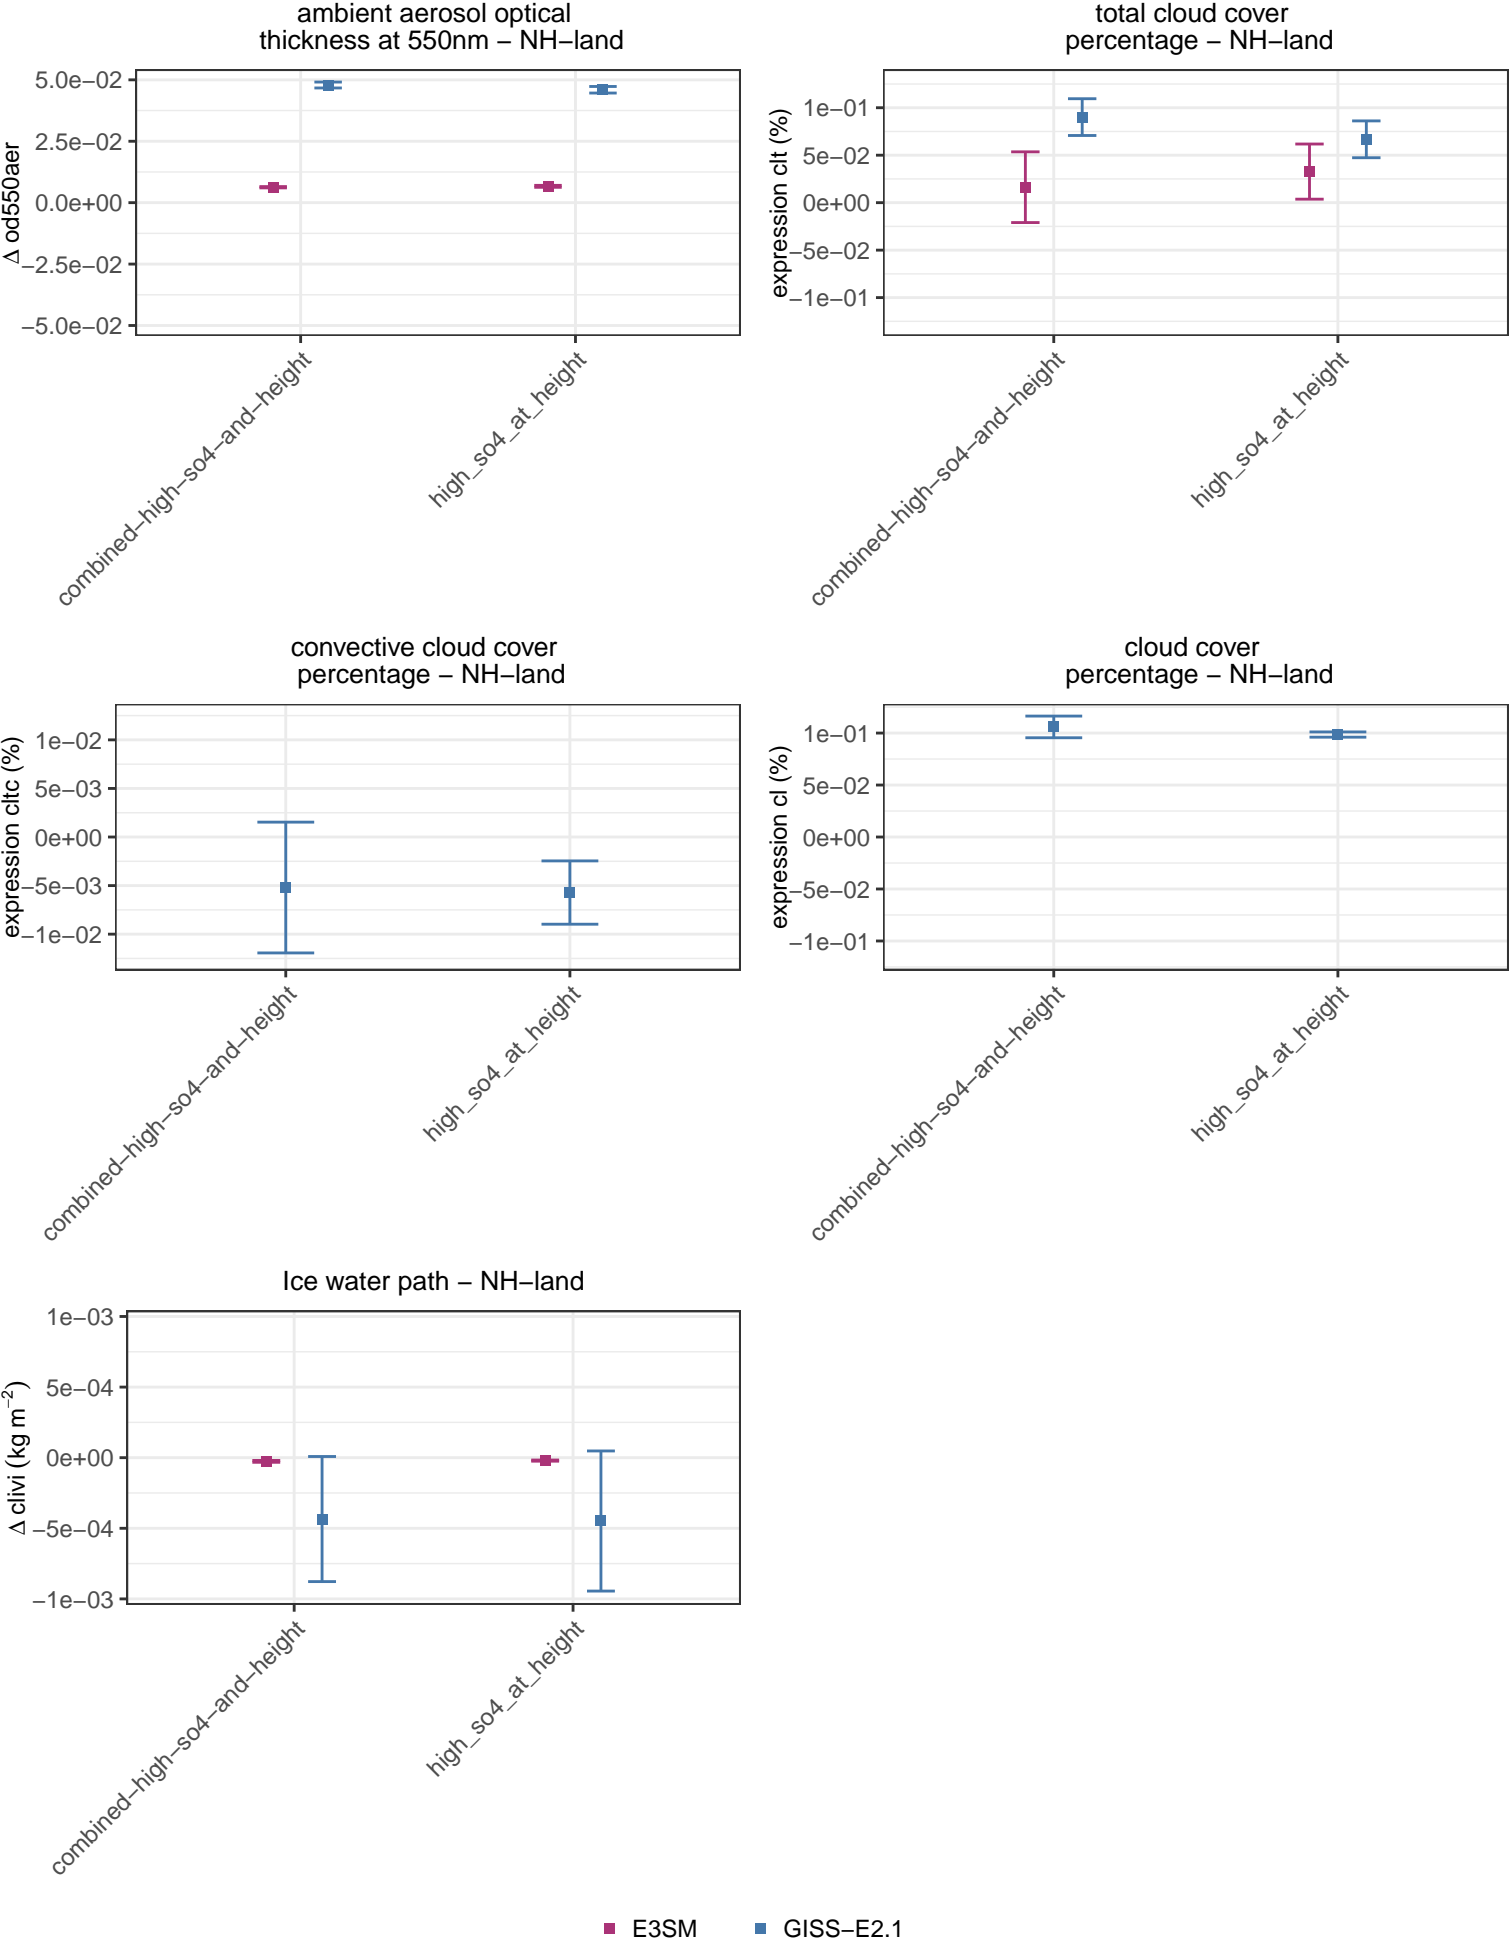 ambient aerosol optical
thickness at 550nm − NH−land
Δ od550aer
5.0e−02
2.5e−02
0.0e+00
−2.5e−02
−5.0e−02
combined−high−so4−and−height
high_so4_at_height
total cloud cover
percentage − NH−land
expression clt (%)
1e−01
5e−02
0e+00
−5e−02
−1e−01
combined−high−so4−and−height
high_so4_at_height
convective cloud cover
percentage − NH−land
expression cltc (%)
1e−02
5e−03
0e+00
−5e−03
−1e−02
combined−high−so4−and−height
high_so4_at_height
cloud cover
percentage − NH−land
expression cl (%)
1e−01
5e−02
0e+00
−5e−02
−1e−01
combined−high−so4−and−height
high_so4_at_height
Ice water path − NH−land
Δ clivi (kg m⁻²)
1e−03
5e−04
0e+00
−5e−04
−1e−03
combined−high−so4−and−height
high_so4_at_height
E3SM
GISS−E2.1